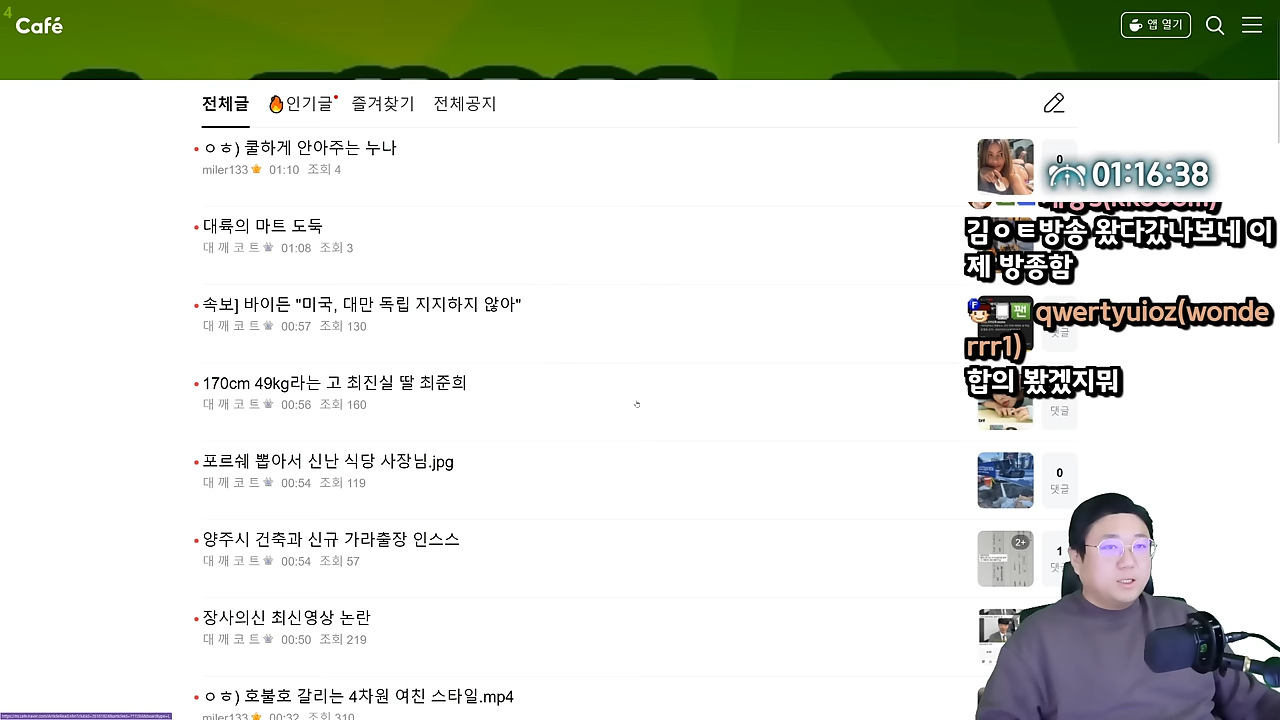 4
Café
앱 열기
전체글 인기글 즐겨찾기 전체공지
ㅇㅎ) 쿨하게 안아주는 누나
miler133 01:10 조회 4
0
01:16:38
대륙의 마트 도둑
대 깨 코 트 01:08 조회 3
김ㅇㅌ방송 왔다갔나보네 이
제 방종함
속보] 바이든 "미국, 대만 독립 지지하지 않아"
대 깨 코 트 00:57 조회 130
댓글
팬 qwertyuioz(wonde
rrr1)
합의 봤겠지뭐
170cm 49kg라는 고 최진실 딸 최준희
대 깨 코 트 00:56 조회 160
댓글
포르쉐 뽑아서 신난 식당 사장님.jpg
대 깨 코 트 00:54 조회 119
0
댓글
양주시 건축과 신규 가라출장 인스스
대 깨 코 트 00:54 조회 57
2+
1
장사의신 최신영상 논란
대 깨 코 트 00:50 조회 219
ㅇㅎ) 호불호 갈리는 4차원 여친 스타일.mp4
miler133 00:32 조회 310